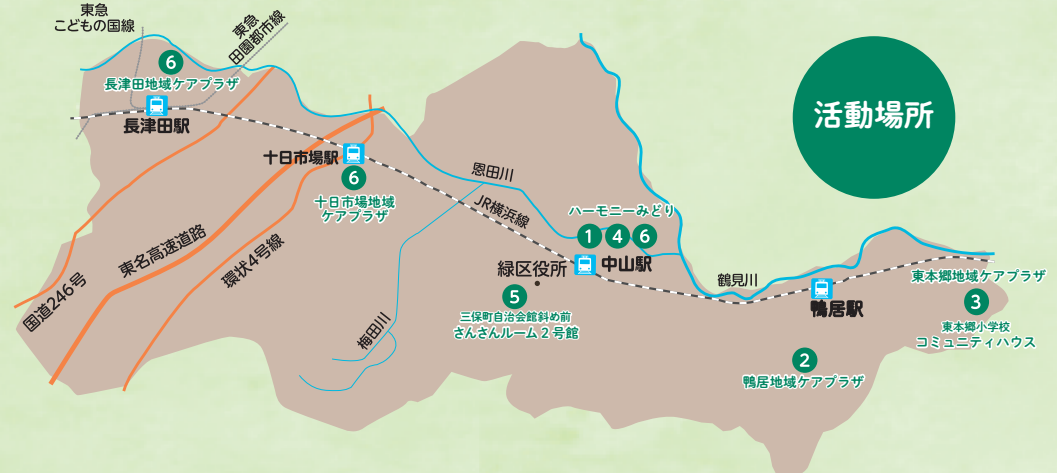 東急
こどもの国線
東急
田園都市線
活動場所
6
長津田地域ケアプラザ
長津田駅
十日市場駅
6
十日市場地域
ケアプラザ
恩田川
JR横浜線
ハーモニーみどり
1 4 6
緑区役所
中山駅
東名高速道路
環状4号線
国道246号
梅田川
5
三保町自治会館斜め前
さんさんルーム2号館
鶴見川
鴨居駅
東本郷地域ケアプラザ
3
東本郷小学校
コミュニティハウス
2
鴨居地域ケアプラザ